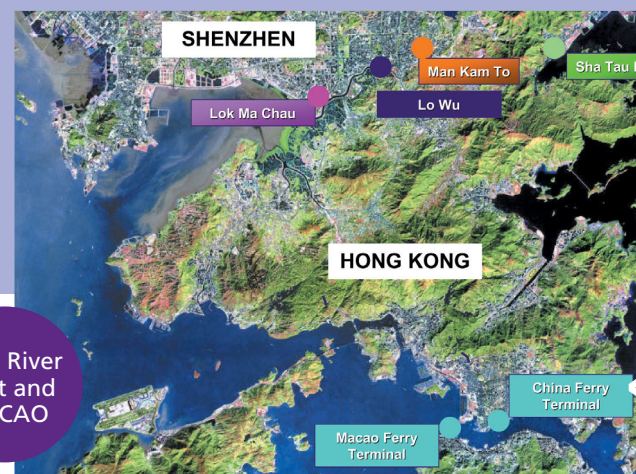 SHENZHEN
Man Kam To
Sha Tau
Lok Ma Chau
Lo Wu
HONG KONG
River
and
China Ferry
Terminal
Macao Ferry
Terminal